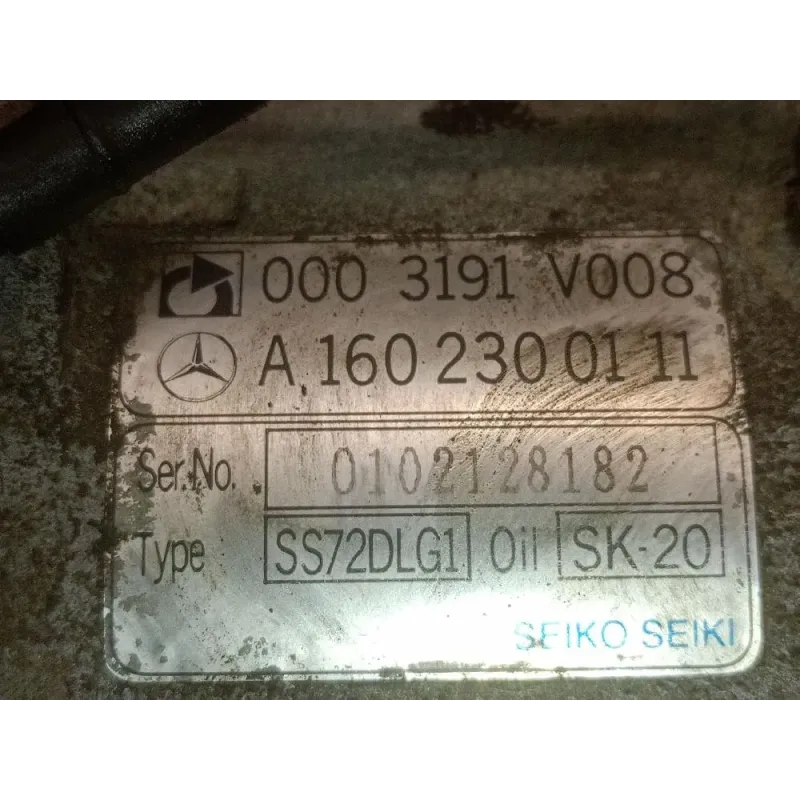 000 3191 V008
A 160 230 01 11
Ser.No. 0102128182
Type SS72DLG1 Oil SK-20
SEIKO SEIKI